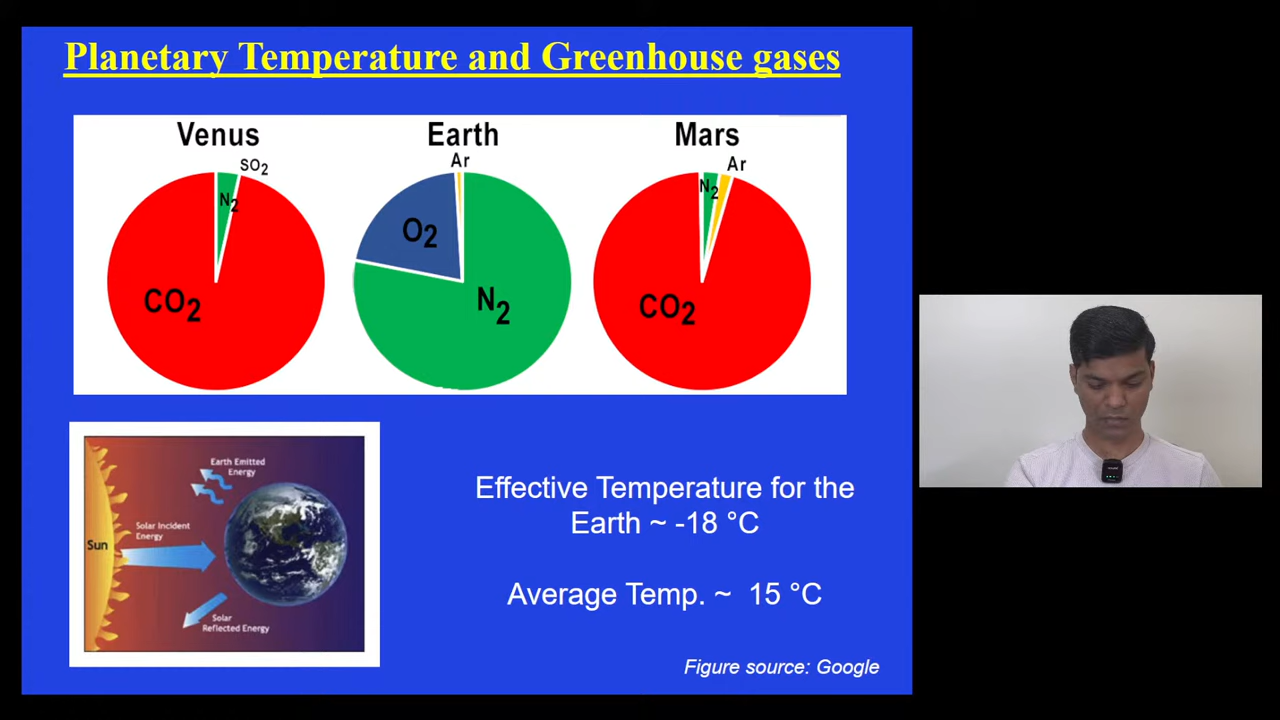 Planetary Temperature and Greenhouse gases
Venus
Earth
Mars
SO2
Ar
Ar
N2
N2
O2
CO2
N2
CO2
Earth Emitted
Energy
Solar Incident
Energy
Sun
Solar
Reflected Energy
Effective Temperature for the
Earth ~ -18 °C
Average Temp. ~ 15 °C
Figure source: Google